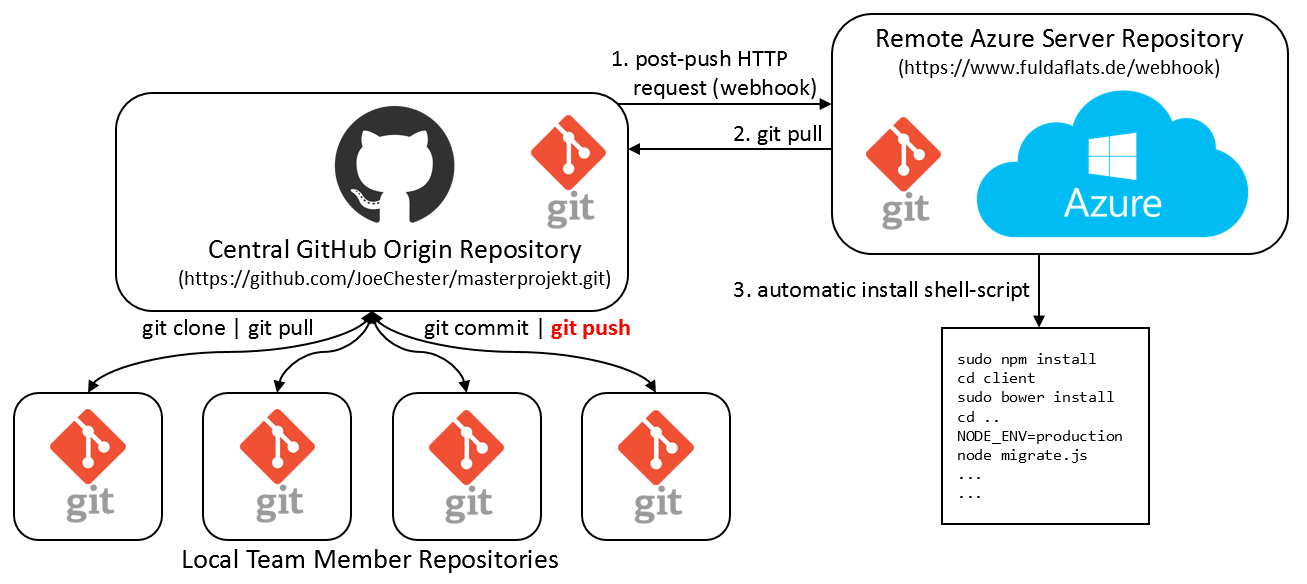 Remote Azure Server Repository
(https://www.fuldaflats.de/webhook)
1. post-push HTTP
request (webhook)
2. git pull
git
git
Azure
Central GitHub Origin Repository
(https://github.com/JoeChester/masterprojekt.git)
3. automatic install shell-script
git clone | git pull
git commit | git push
sudo npm install
cd client
sudo bower install
cd ..
NODE_ENV=production
node migrate.js
...
...
git
git
git
git
Local Team Member Repositories